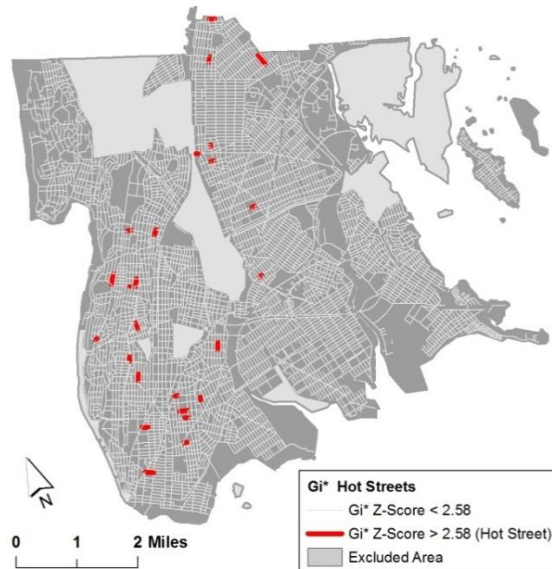 N
0 1 2 Miles
Gi* Hot Streets
Gi* Z-Score < 2.58
Gi* Z-Score > 2.58 (Hot Street)
Excluded Area